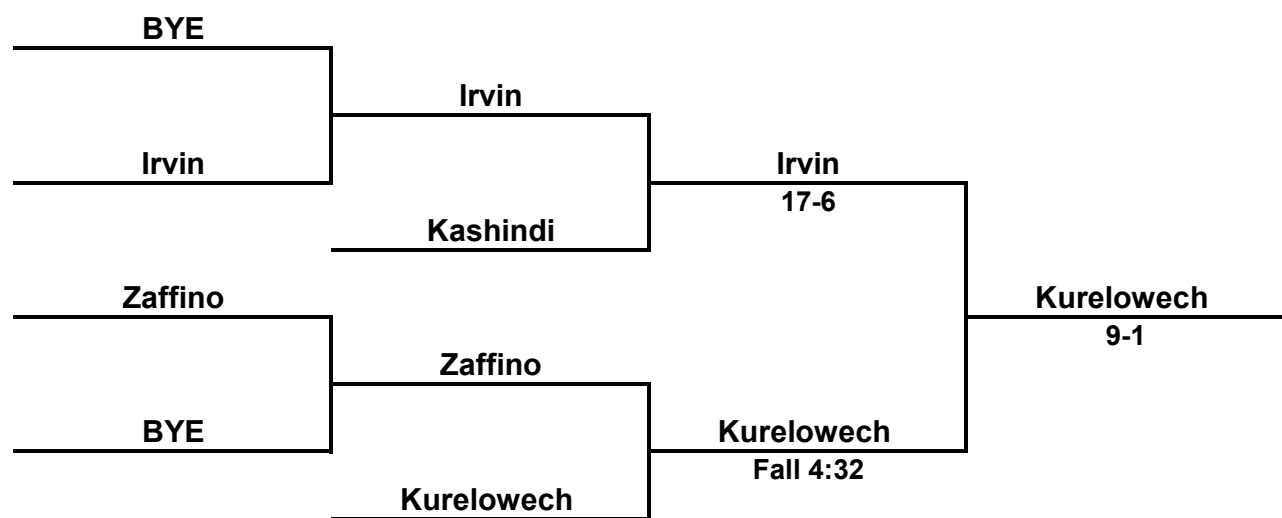 BYE
Irvin
Irvin
Irvin
17-6
Kashindi
Zaffino
Kurelowech
9-1
Zaffino
BYE
Kurelowech
Fall 4:32
Kurelowech